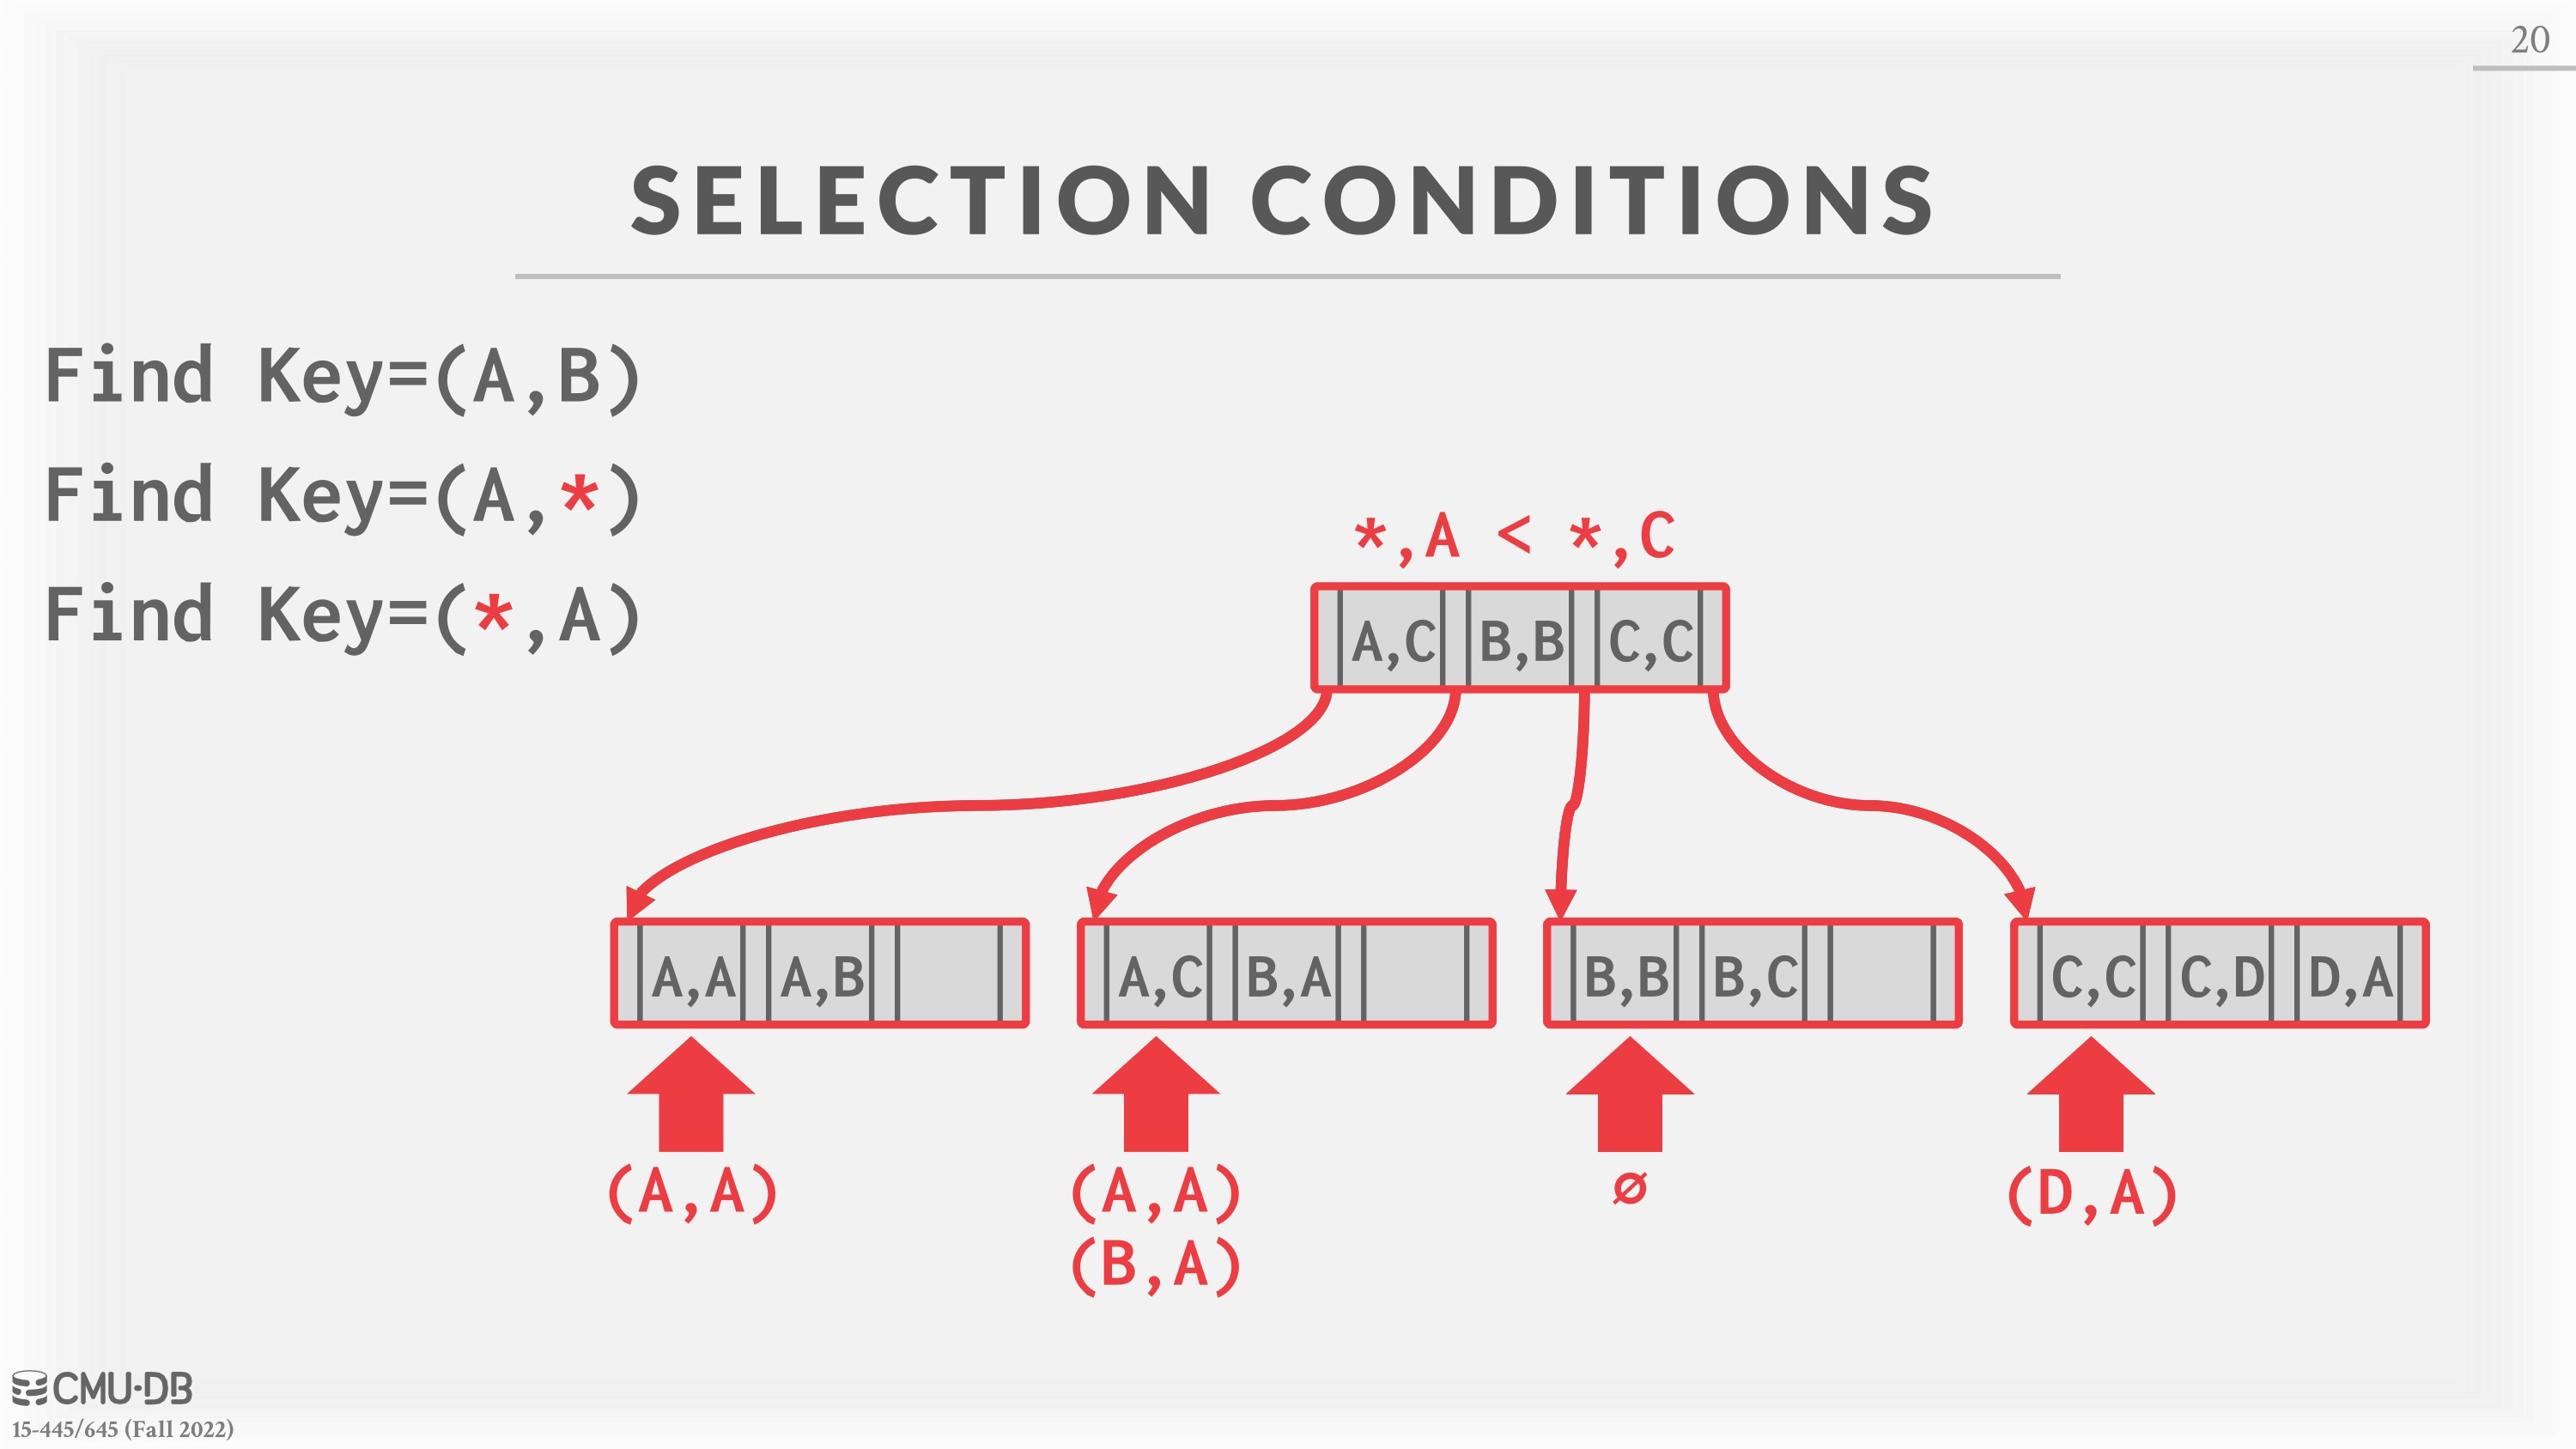 20
SELECTION CONDITIONS
Find Key=(A,B)
Find Key=(A,*)
Find Key=(*,A)
*,A < *,C
A,C B,B C,C
A,A A,B
A,C B,A
B,B B,C
C,C C,D D,A
(A,A)
(A,A)
(B,A)
∅
(D,A)
CMU·DB
15-445/645 (Fall 2022)